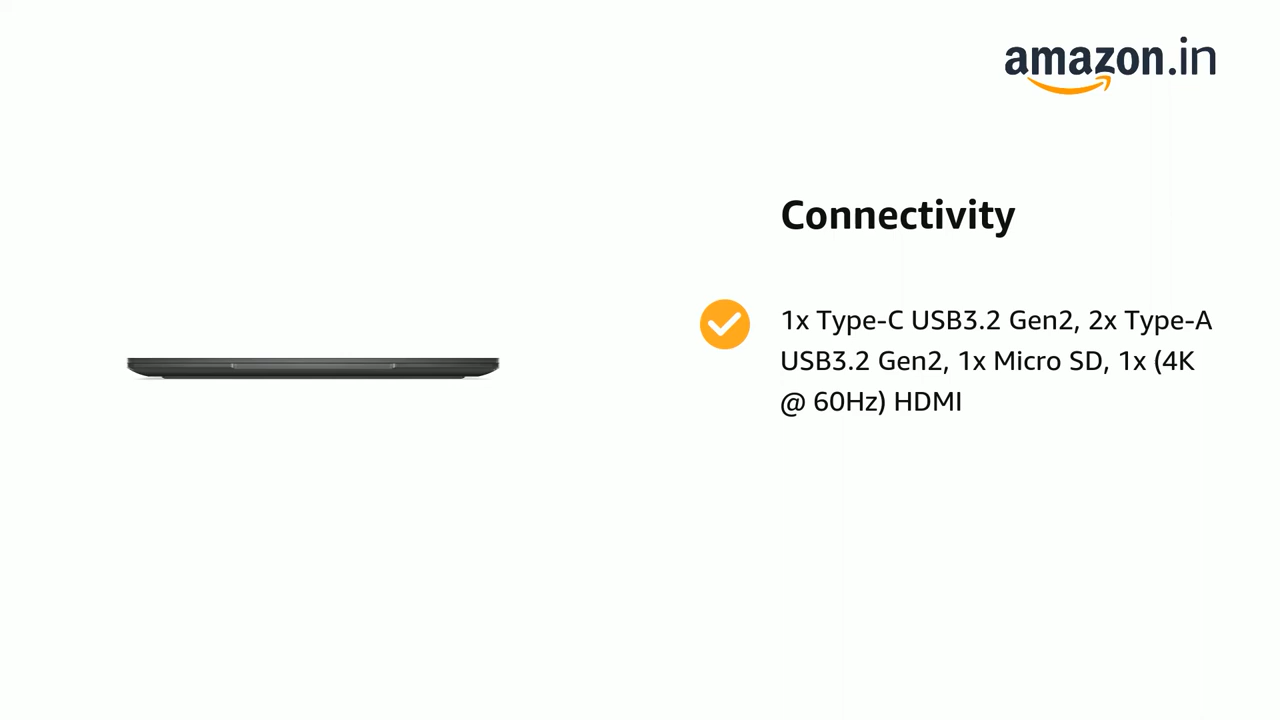 amazon.in
Connectivity
1x Type-C USB3.2 Gen2, 2x Type-A
USB3.2 Gen2, 1x Micro SD, 1x (4K
@ 60Hz) HDMI